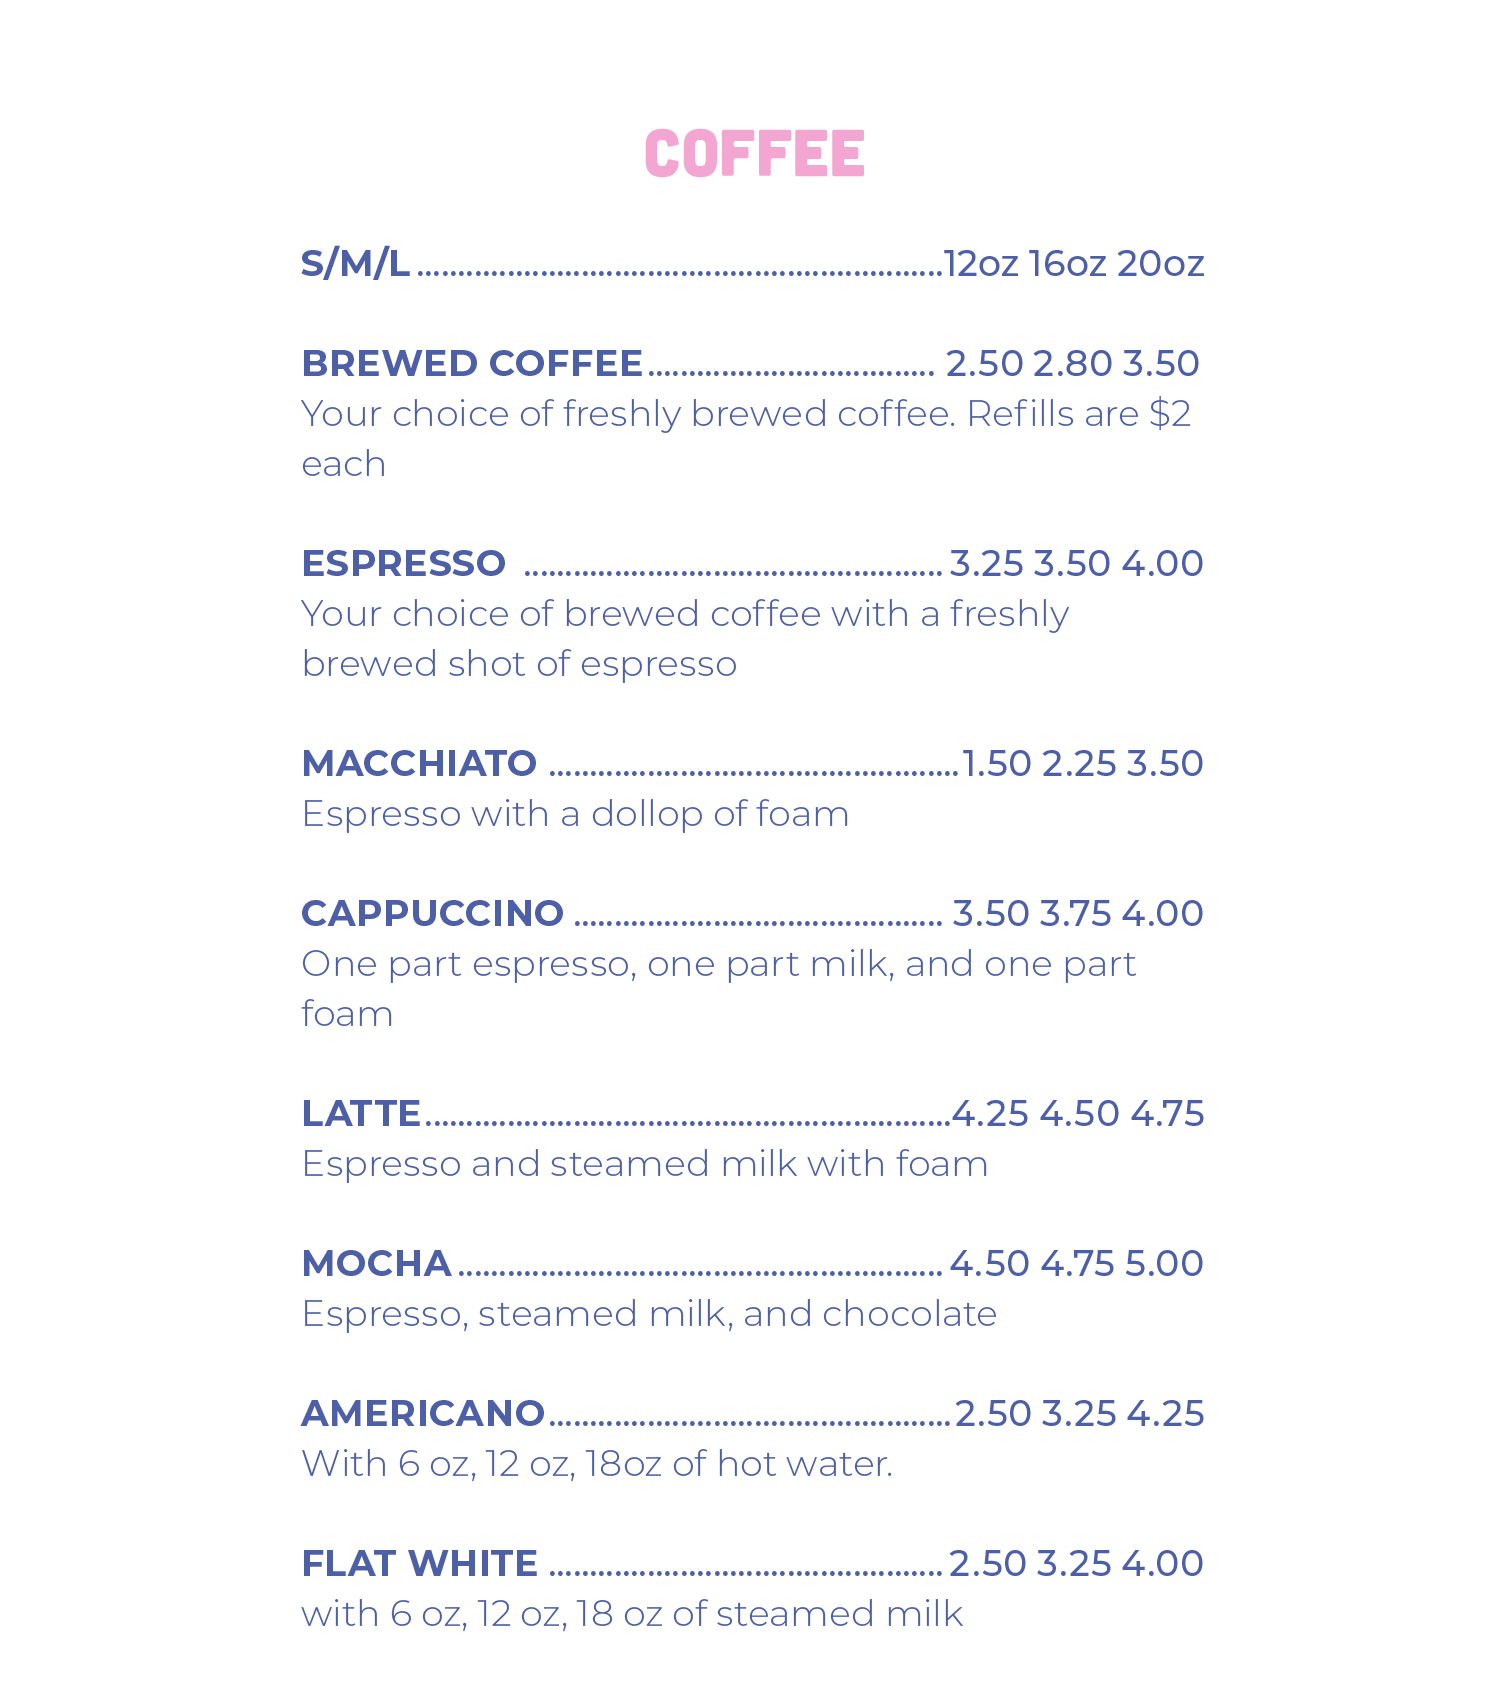 COFFEE
S/M/L ................................................................12oz 16oz 20oz
BREWED COFFEE................................... 2.50 2.80 3.50
Your choice of freshly brewed coffee. Refills are $2
each
ESPRESSO ................................................... 3.25 3.50 4.00
Your choice of brewed coffee with a freshly
brewed shot of espresso
MACCHIATO ..................................................1.50 2.25 3.50
Espresso with a dollop of foam
CAPPUCCINO ............................................. 3.50 3.75 4.00
One part espresso, one part milk, and one part
foam
LATTE................................................................4.25 4.50 4.75
Espresso and steamed milk with foam
MOCHA ........................................................... 4.50 4.75 5.00
Espresso, steamed milk, and chocolate
AMERICANO.................................................2.50 3.25 4.25
With 6 oz, 12 oz, 18oz of hot water.
FLAT WHITE ................................................ 2.50 3.25 4.00
with 6 oz, 12 oz, 18 oz of steamed milk